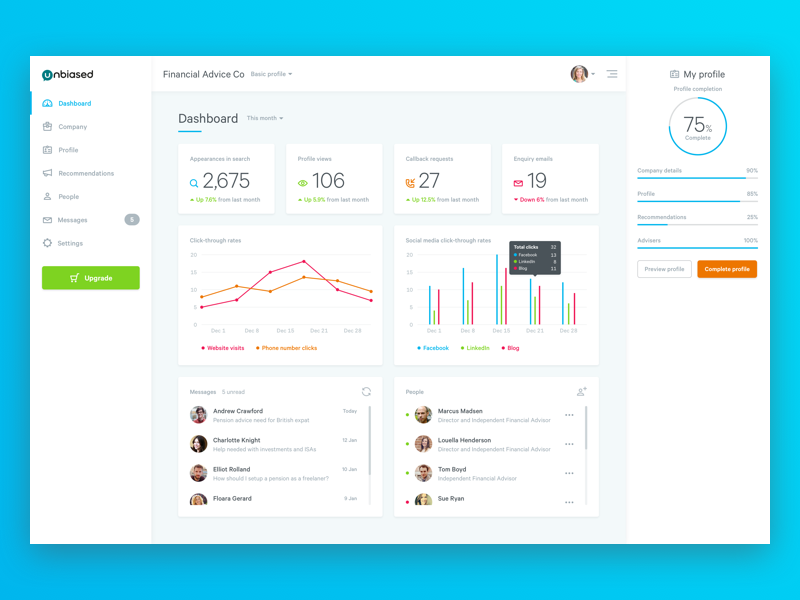 unbiased
Dashboard
Company
Profile
Recommendations
People
Messages 5
Settings
Upgrade
Financial Advice Co Basic profile
Dashboard This month
Appearances in search
2,675
Up 7.6% from last month
Profile views
106
Up 5.9% from last month
Callback requests
27
Up 12.5% from last month
Enquiry emails
19
Down 6% from last month
Click-through rates
20
15
10
5
0
Dec 1 Dec 8 Dec 10 Dec 21 Dec 28
Website visits Phone number clicks
Social media click-through rates
Total clicks 32
Facebook 13
LinkedIn 8
Blog 11
20
15
10
5
0
Dec 1 Dec 8 Dec 10 Dec 21 Dec 28
Facebook LinkedIn Blog
Messages 5 unread
Andrew Crawford Today
Pension advice need for British expat
Charlotte Knight 12 Jan
Help needed with investments and ISAs
Elliot Rolland 10 Jan
How should I setup a pension as a freelaner?
Floara Gerard 9 Jan
People
Marcus Madsen
Director and Independent Financial Advisor
Louella Henderson
Director and Independent Financial Advisor
Tom Boyd
Independent Financial Advisor
Sue Ryan
My profile
Profile completion
75%
Complete
Company details 90%
Profile 85%
Recommendations 25%
Advisers 100%
Preview profile Complete profile